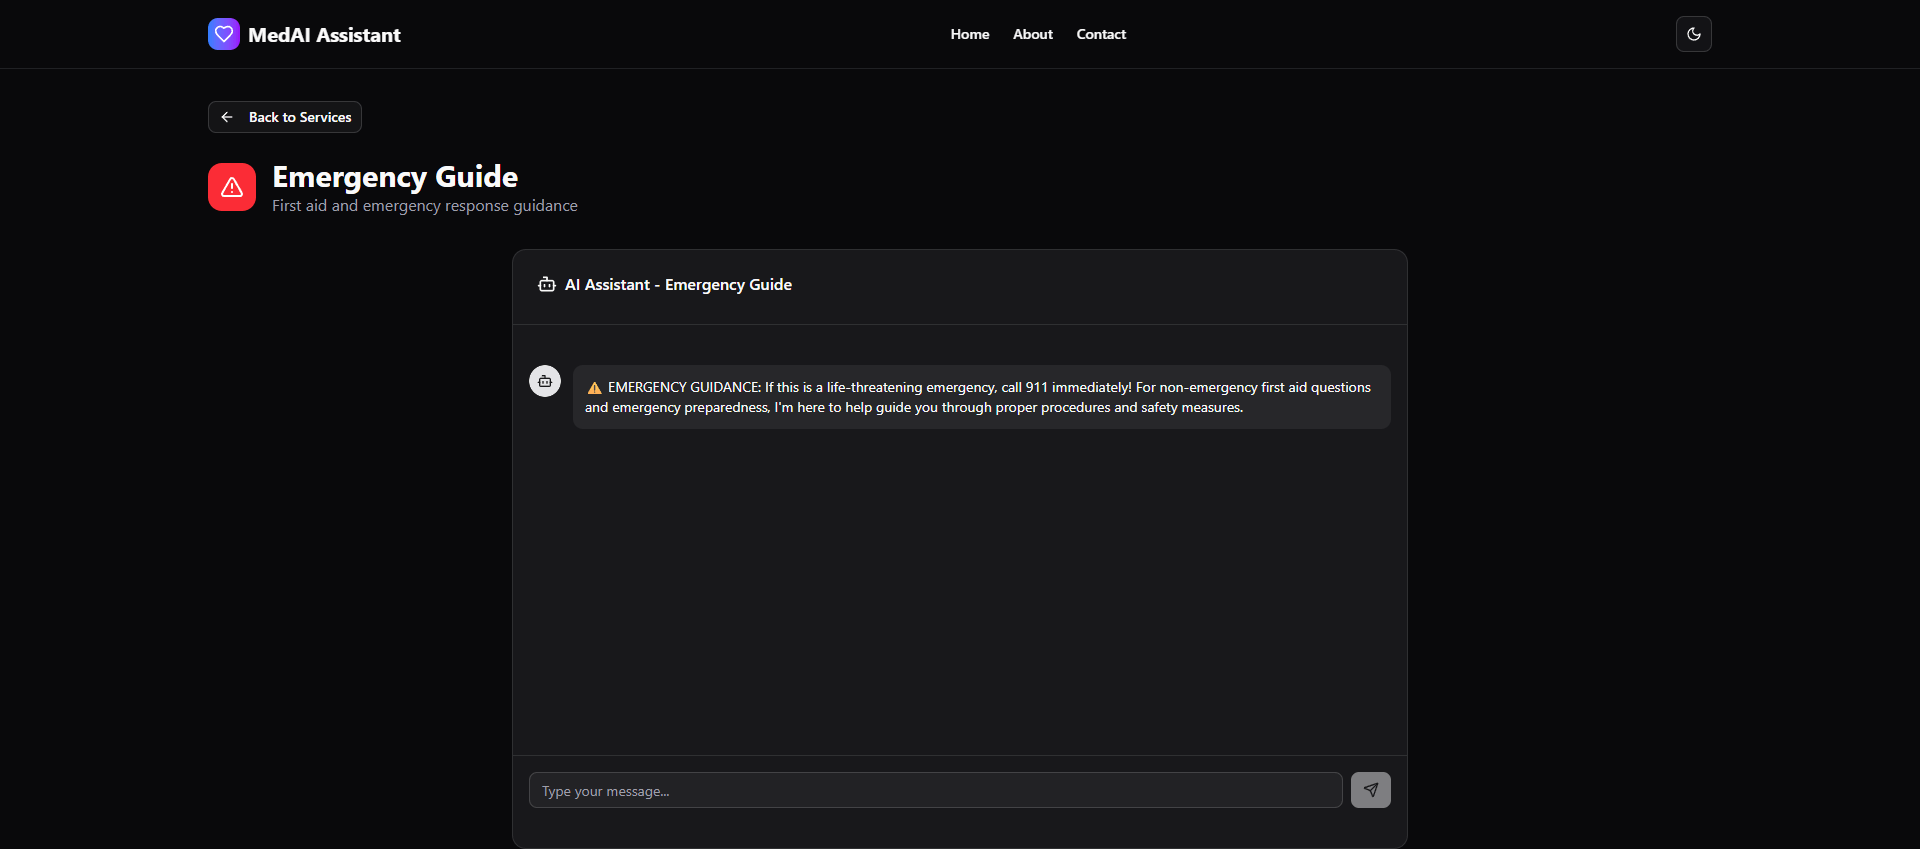 MedAI Assistant
Home
About
Contact
Back to Services
Emergency Guide
First aid and emergency response guidance
AI Assistant - Emergency Guide
⚠️ EMERGENCY GUIDANCE: If this is a life-threatening emergency, call 911 immediately! For non-emergency first aid questions
and emergency preparedness, I'm here to help guide you through proper procedures and safety measures.
Type your message...